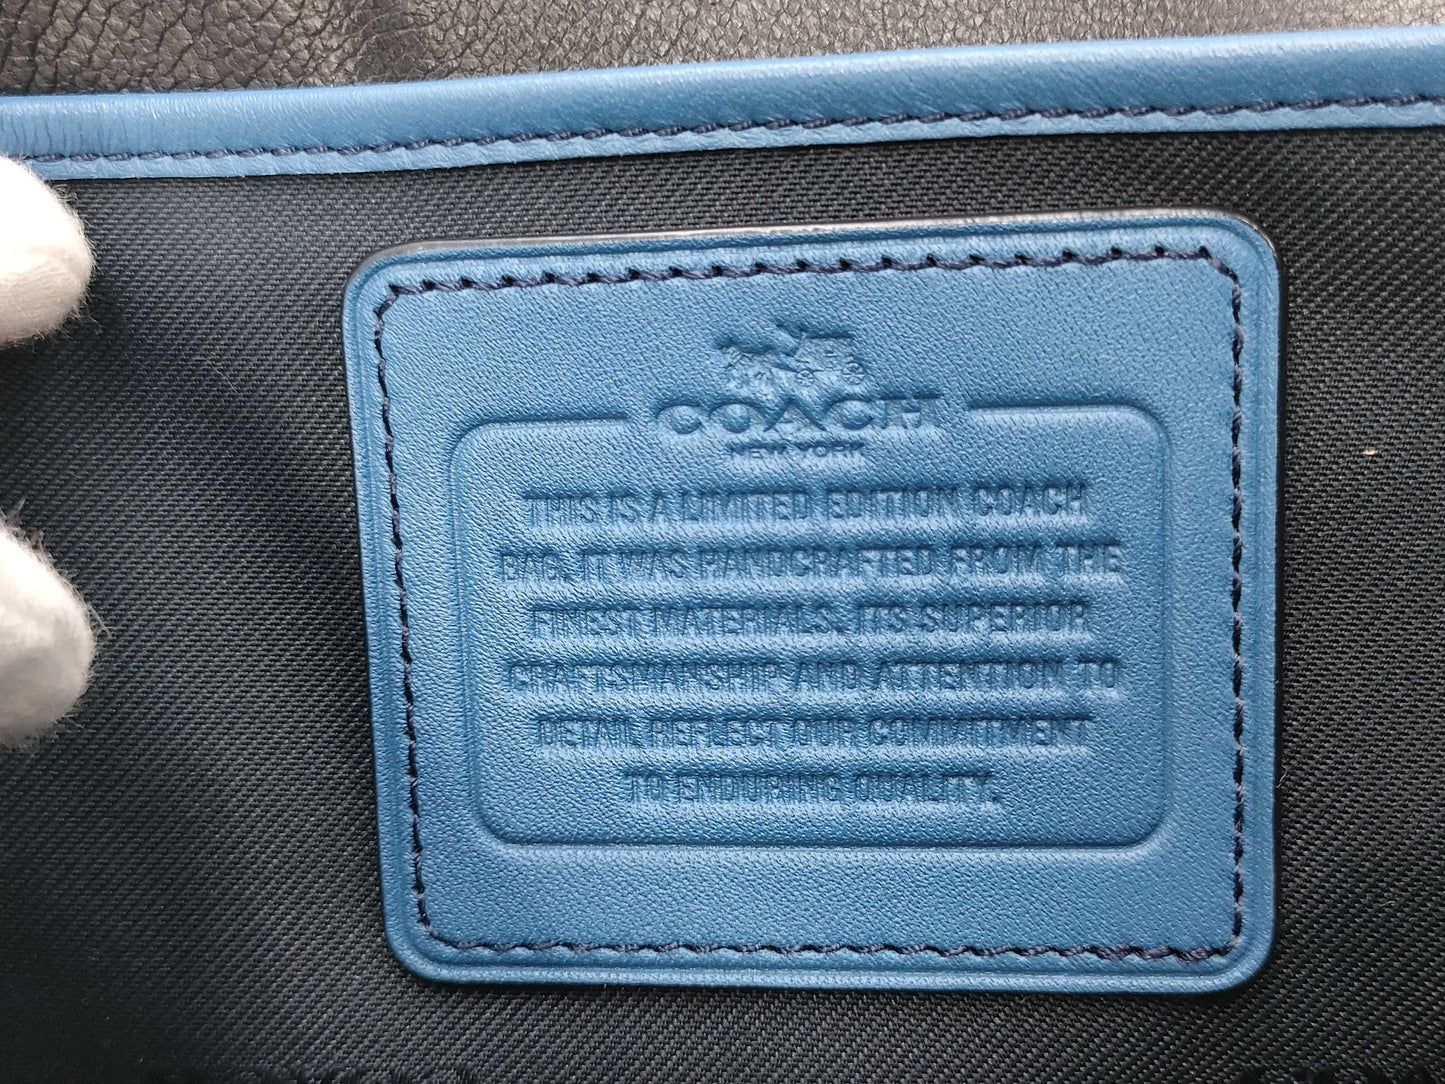 COACH
NEW YORK
THIS IS A LIMITED EDITION COACH
BAG. IT WAS HANDCRAFTED FROM THE
FINEST MATERIALS. ITS SUPERIOR
CRAFTSMANSHIP AND ATTENTION TO
DETAIL REFLECT OUR COMMITMENT
TO ENDURING QUALITY.